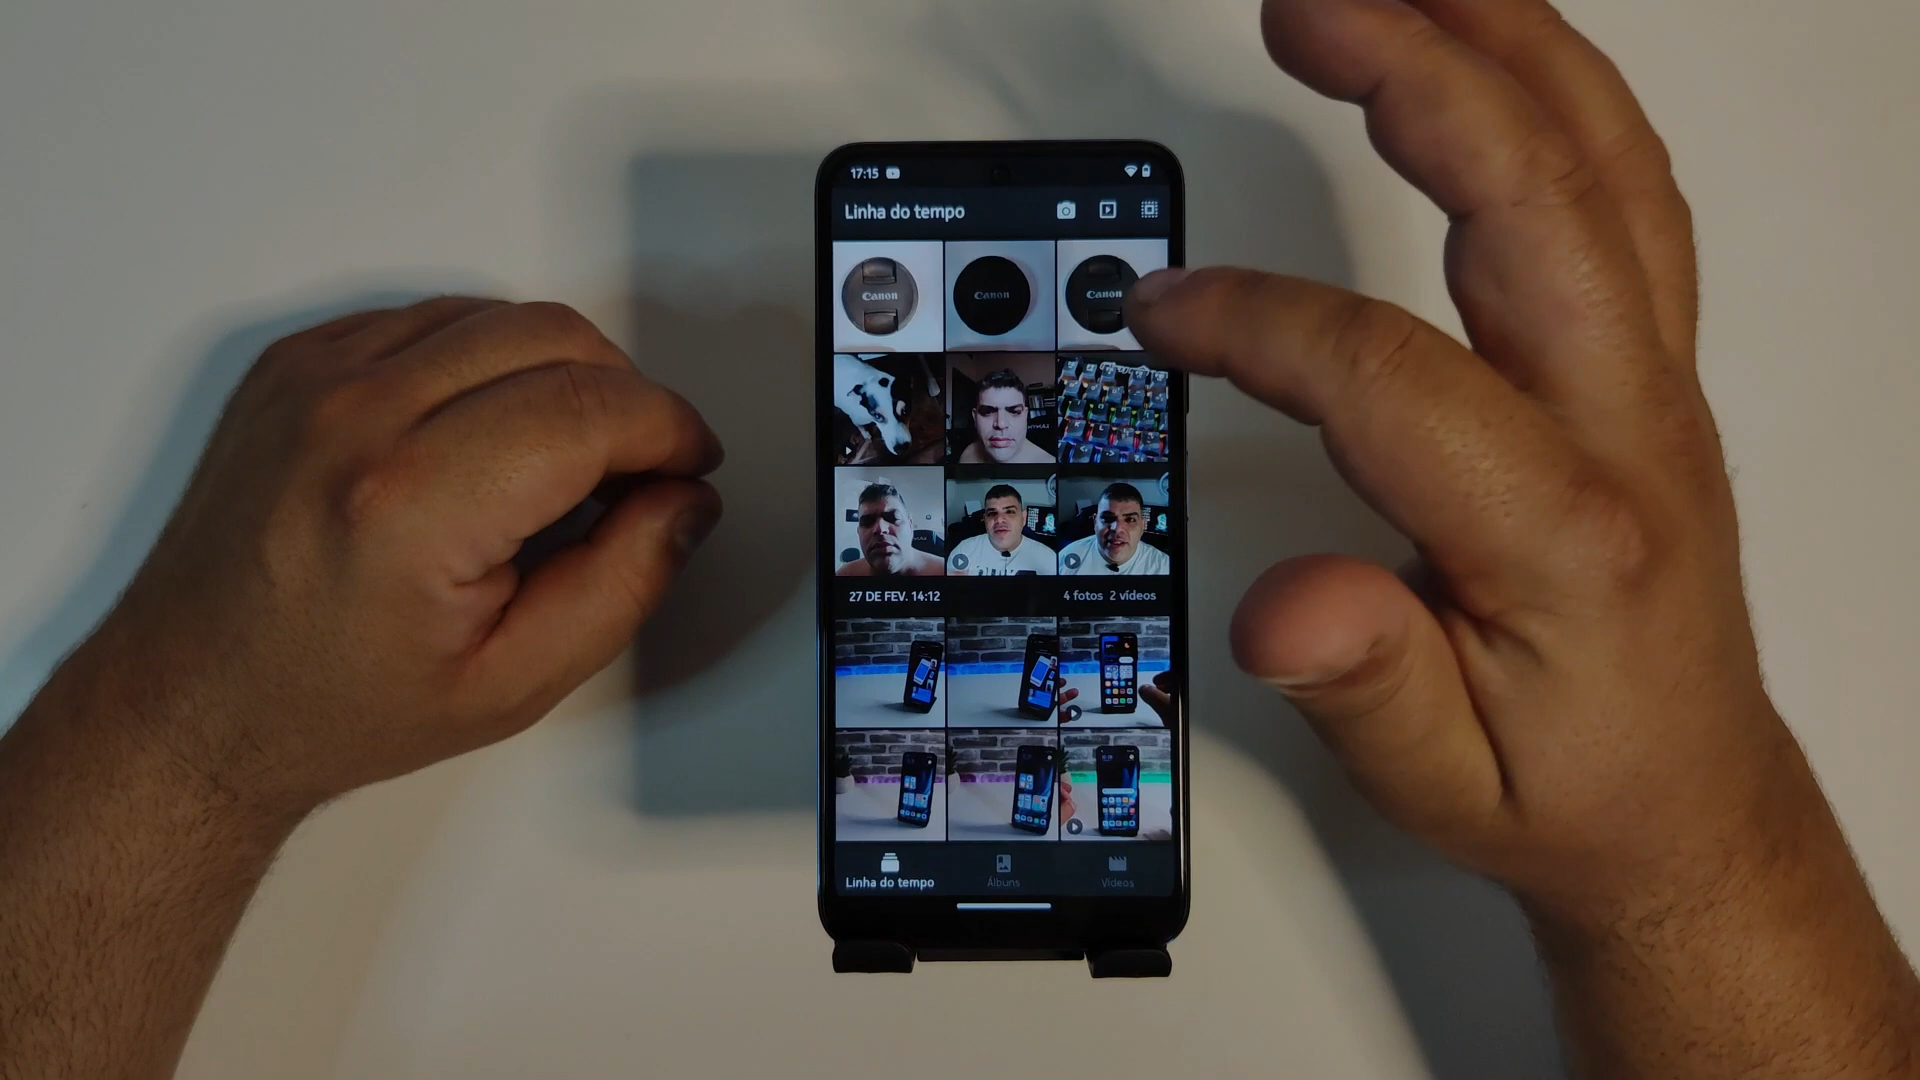 17:15
Linha do tempo
Canon
Canon
Canon
27 DE FEV. 14:12
4 fotos 2 vídeos
Linha do tempo
Álbuns
Vídeos